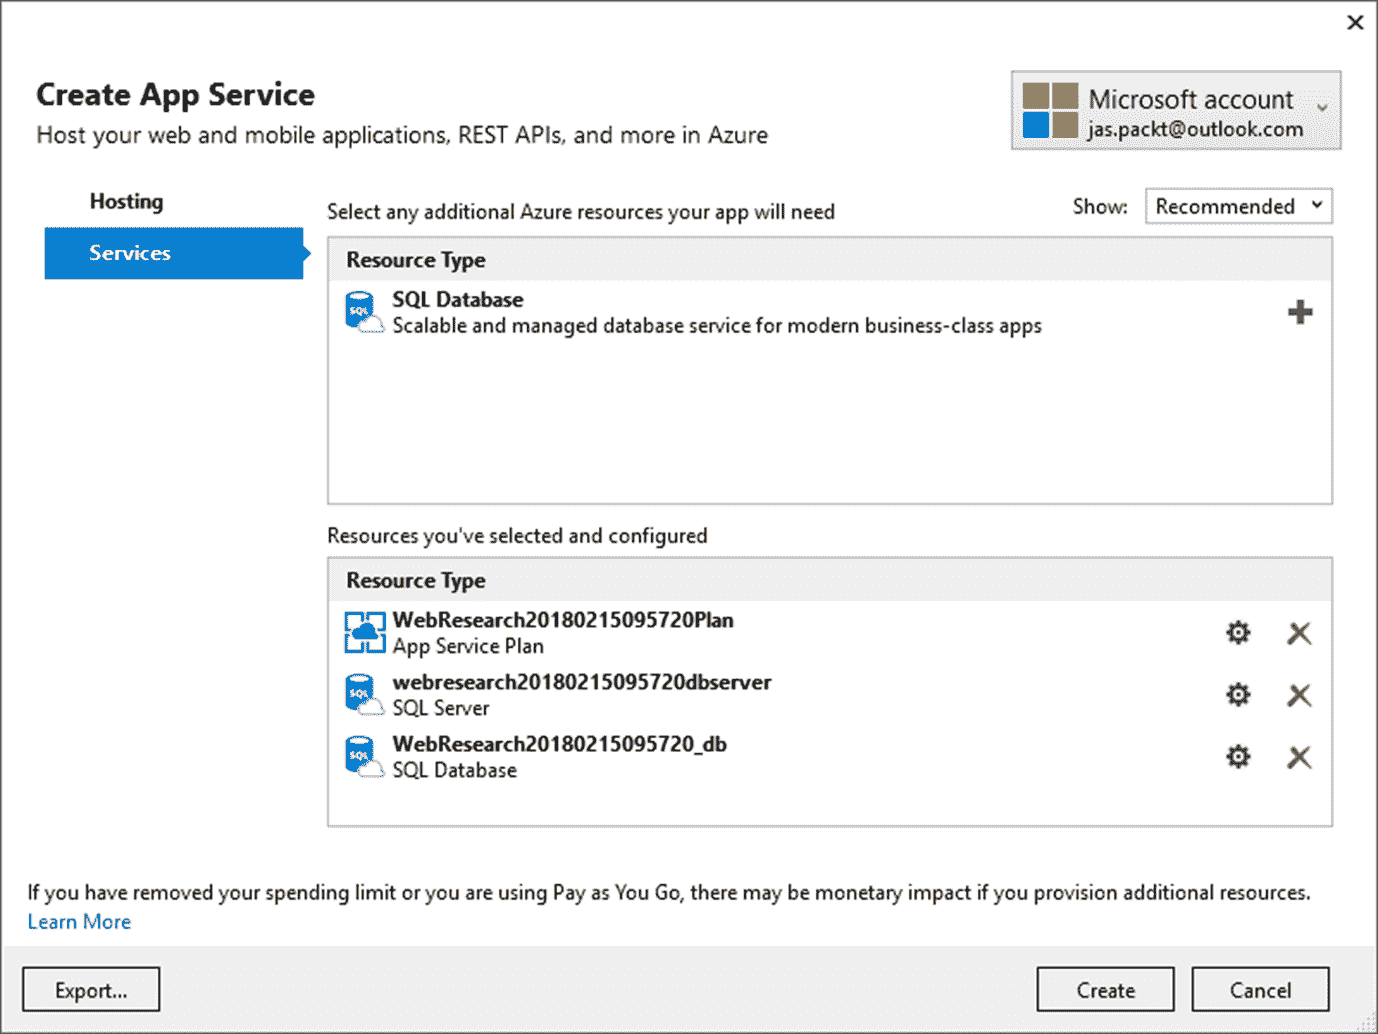 Create App Service
Host your web and mobile applications, REST APIs, and more in Azure
Microsoft account
jas.packt@outlook.com
Hosting
Services
Select any additional Azure resources your app will need
Show:
Recommended
Resource Type
SQL
SQL Database
Scalable and managed database service for modern business-class apps
Resources you've selected and configured
Resource Type
WebResearch20180215095720Plan
App Service Plan
SQL
webresearch20180215095720dbserver
SQL Server
SQL
WebResearch20180215095720_db
SQL Database
If you have removed your spending limit or you are using Pay as You Go, there may be monetary impact if you provision additional resources.
Learn More
Export...
Create
Cancel